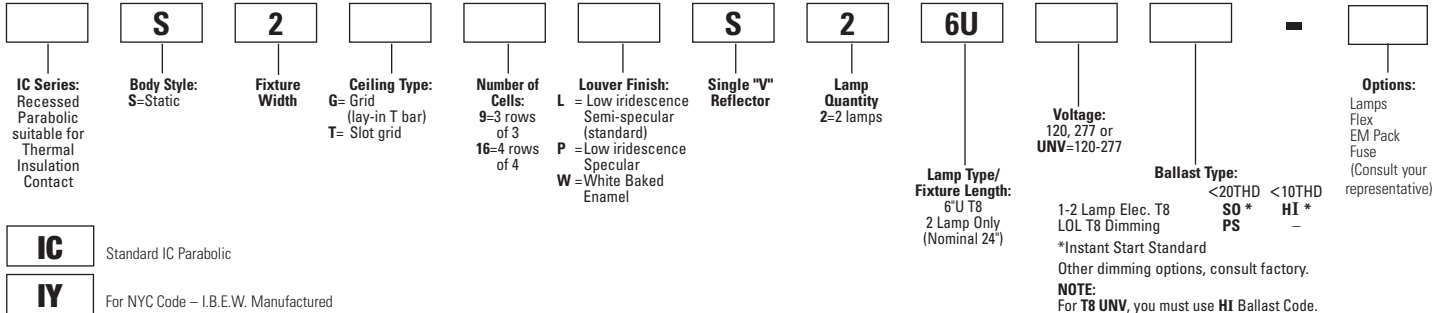 S 2 S 2 6U -
IC Series:
Recessed
Parabolic
suitable for
Thermal
Insulation
Contact
Body Style:
S=Static
Fixture
Width
Ceiling Type:
G= Grid
(lay-in T bar)
T= Slot grid
Number of
Cells:
9=3 rows
of 3
16=4 rows
of 4
Louver Finish:
L = Low iridescence
Semi-specular
(standard)
P =Low iridescence
Specular
W =White Baked
Enamel
Single "V"
Reflector
Lamp
Quantity
2=2 lamps
Lamp Type/
Fixture Length:
6"U T8
2 Lamp Only
(Nominal 24")
Voltage:
120, 277 or
UNV=120-277
Ballast Type:
<20THD <10THD
1-2 Lamp Elec. T8 SO * HI *
LOL T8 Dimming PS –
*Instant Start Standard
Other dimming options, consult factory.
NOTE:
For T8 UNV, you must use HI Ballast Code.
Options:
Lamps
Flex
EM Pack
Fuse
(Consult your
representative)
IC Standard IC Parabolic
IY For NYC Code – I.B.E.W. Manufactured